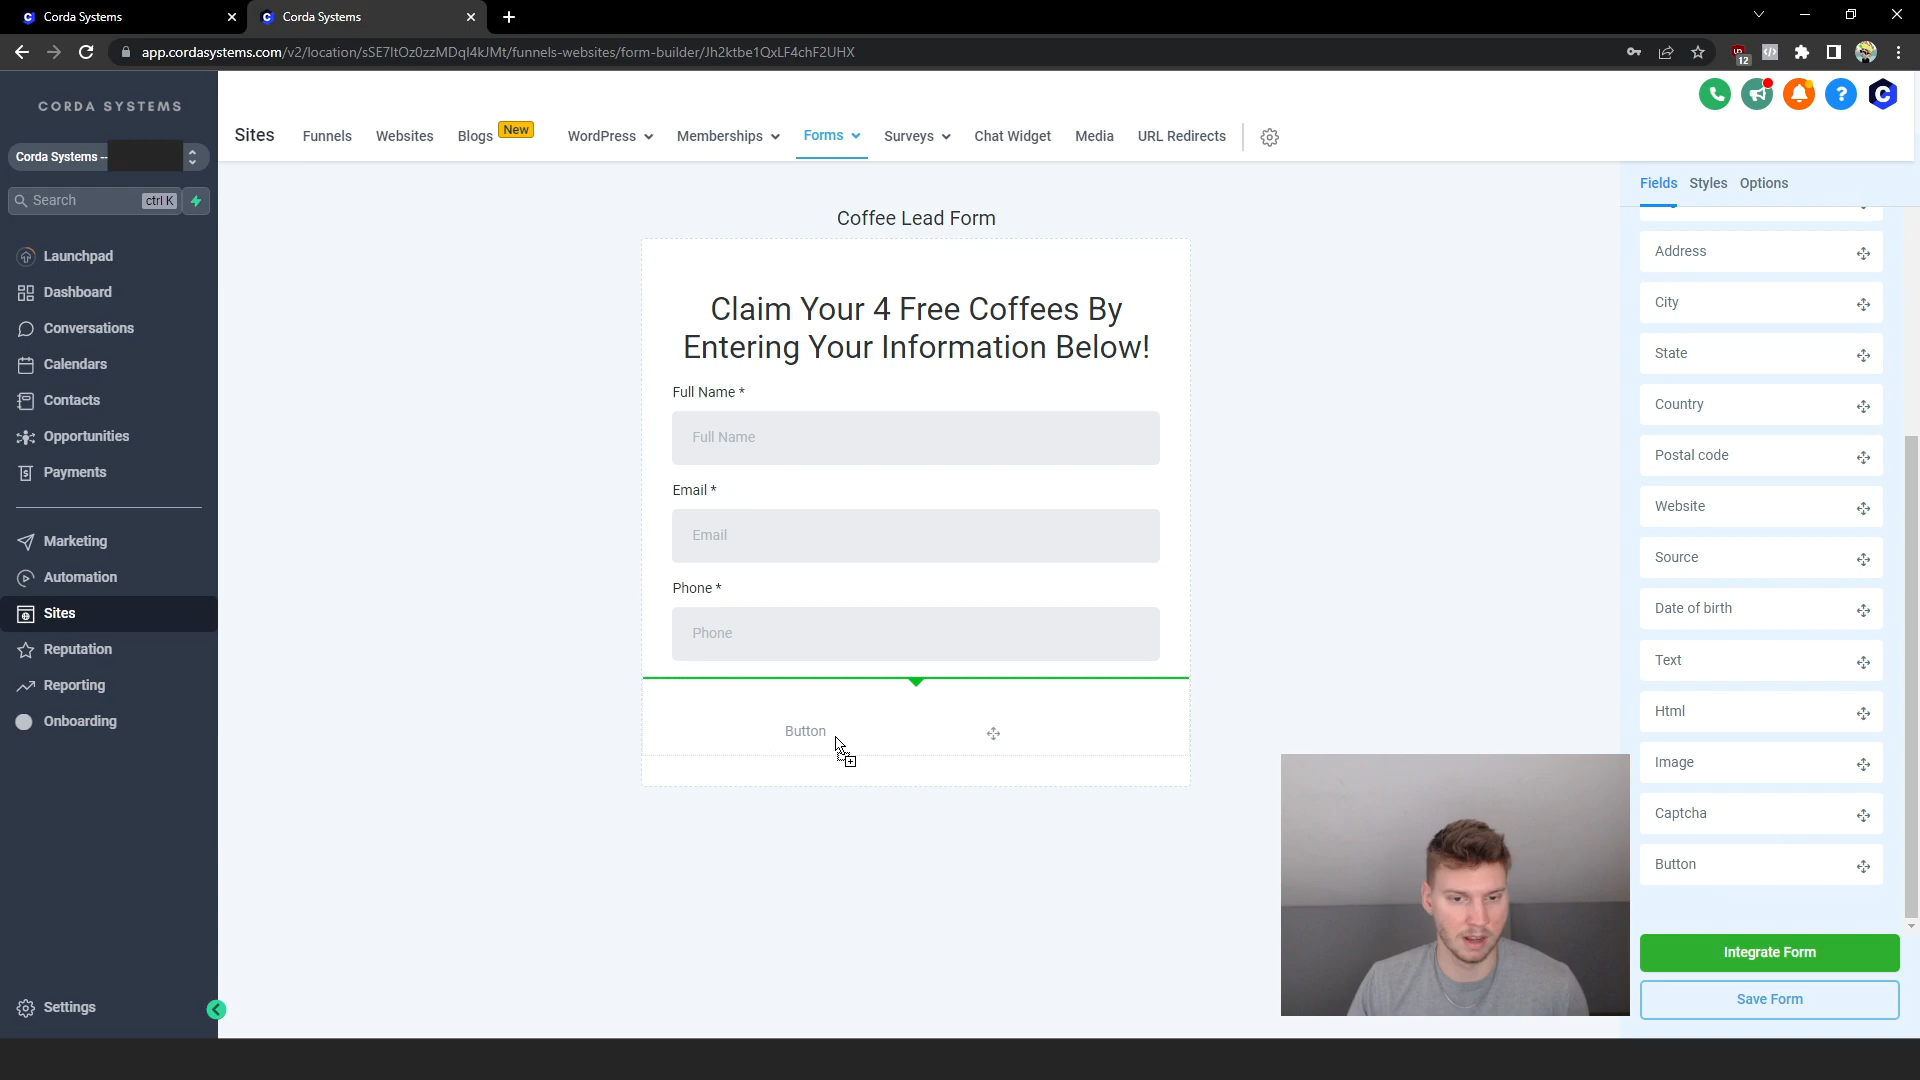 Corda Systems
Corda Systems
app.cordasystems.com/v2/location/sSE7ltOz0zzMDql4kJMt/funnels-websites/form-builder/Jh2ktbe1QxLF4chF2UHX
12
CORDA SYSTEMS
Corda Systems --
Search
ctrl K
Launchpad
Dashboard
Conversations
Calendars
Contacts
Opportunities
Payments
Marketing
Automation
Sites
Reputation
Reporting
Onboarding
Settings
Sites
Funnels
Websites
Blogs
New
WordPress
Memberships
Forms
Surveys
Chat Widget
Media
URL Redirects
Coffee Lead Form
Claim Your 4 Free Coffees By
Entering Your Information Below!
Full Name *
Full Name
Email *
Email
Phone *
Phone
Button
Fields
Styles
Options
Address
City
State
Country
Postal code
Website
Source
Date of birth
Text
Html
Image
Captcha
Button
Integrate Form
Save Form